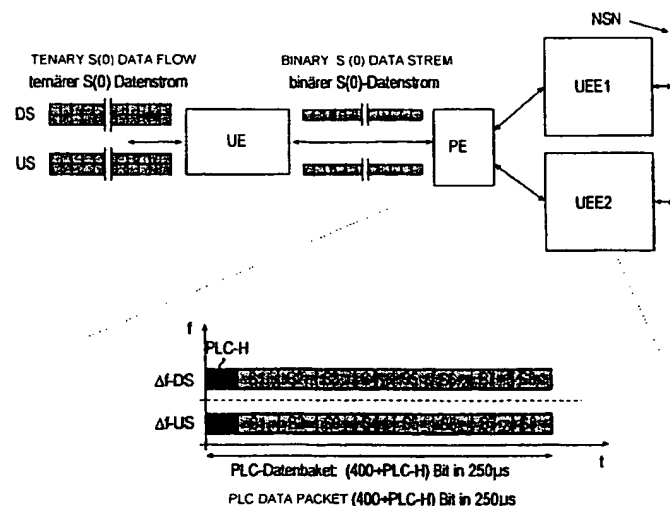 NSN
TENARY S(0) DATA FLOW
ternärer S(0) Datenstrom
BINARY S (0) DATA STREM
binärer S(0)-Datenstrom
DS
US
UE
PE
UEE1
UEE2
f
PLC-H
Δf-DS
Δf-US
t
PLC-Datenbaket: (400+PLC-H) Bit in 250µs
PLC DATA PACKET (400+PLC-H) Bit in 250µs